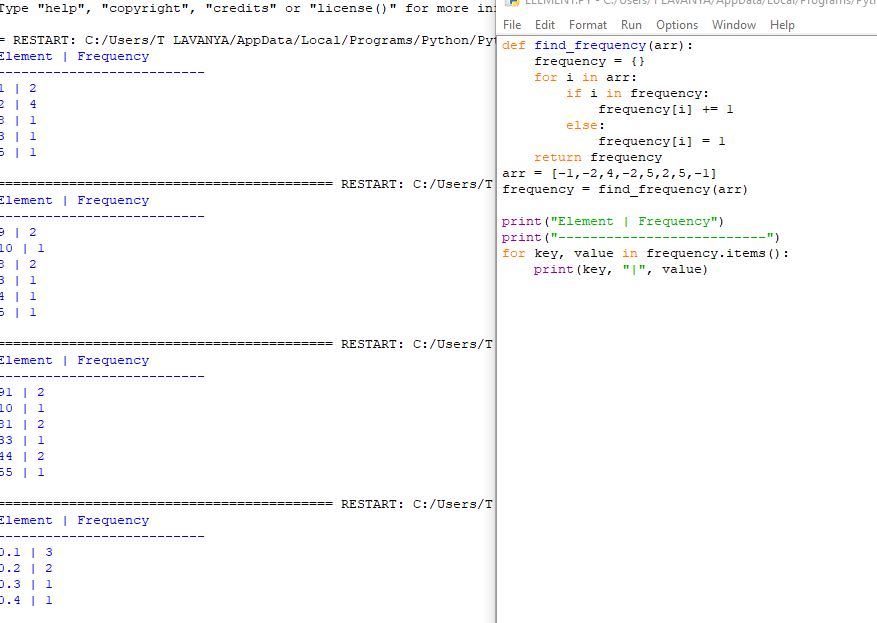 Type "help", "copyright", "credits" or "license()" for more in
= RESTART: C:/Users/T LAVANYA/AppData/Local/Programs/Python/Pyt
Element | Frequency
--------------------------
1 | 2
2 | 4
8 | 1
3 | 1
5 | 1
========================================== RESTART: C:/Users/T
Element | Frequency
--------------------------
9 | 2
10 | 1
8 | 2
3 | 1
4 | 1
5 | 1
========================================== RESTART: C:/Users/T
Element | Frequency
--------------------------
91 | 2
10 | 1
81 | 2
33 | 1
44 | 2
55 | 1
========================================== RESTART: C:/Users/T
Element | Frequency
--------------------------
0.1 | 3
0.2 | 2
0.3 | 1
0.4 | 1
ELEMENT.PY - C:/Users/T LAVANYA/AppData/Local/Programs/Pyth
File Edit Format Run Options Window Help
def find_frequency(arr):
    frequency = {}
    for i in arr:
        if i in frequency:
            frequency[i] += 1
        else:
            frequency[i] = 1
    return frequency
arr = [-1,-2,4,-2,5,2,5,-1]
frequency = find_frequency(arr)
print("Element | Frequency")
print("--------------------------")
for key, value in frequency.items():
    print(key, "|", value)